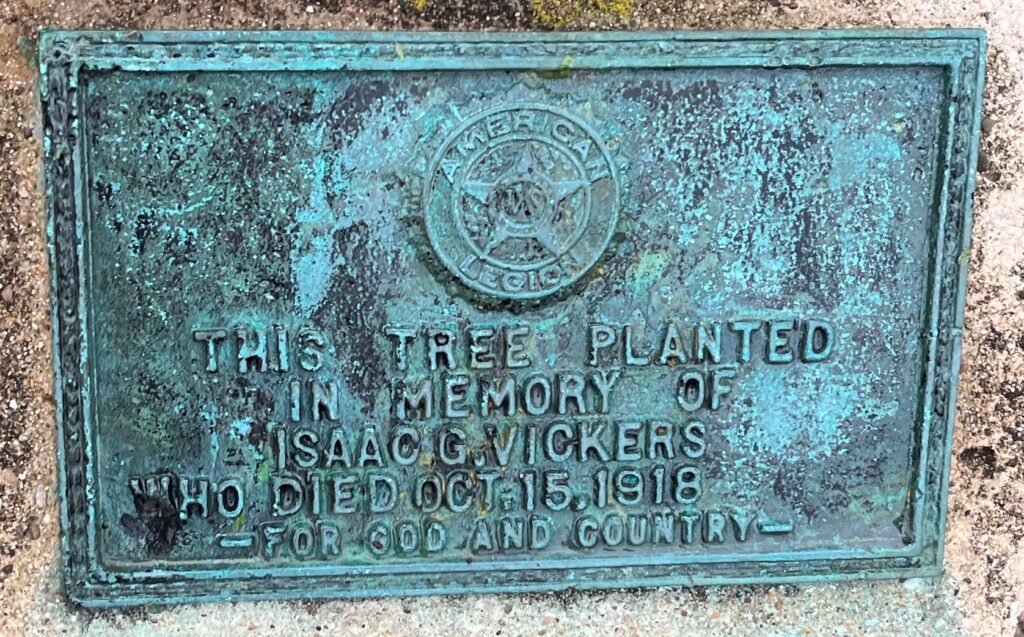 AMERICAN
US
LEGION
THIS TREE PLANTED
IN MEMORY OF
ISAAC G. VICKERS
WHO DIED OCT. 15, 1918
—FOR GOD AND COUNTRY—